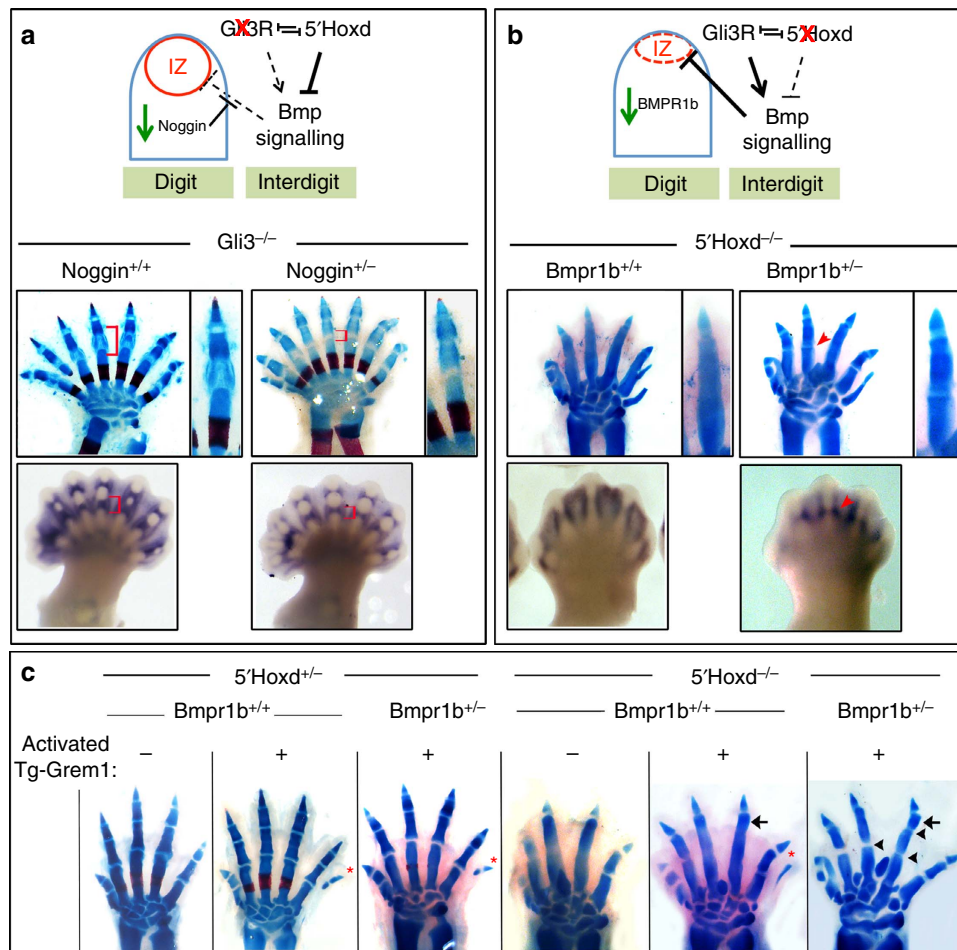 a
Gli3R 5′Hoxd
IZ
Noggin
Bmp
signalling
Digit Interdigit
Gli3−/−
Noggin+/+ Noggin+/−
b
Gli3R 5′Hoxd
IZ
BMPR1b
Bmp
signalling
Digit Interdigit
5′Hoxd−/−
Bmpr1b+/+ Bmpr1b+/−
c
5′Hoxd+/− 5′Hoxd−/−
Bmpr1b+/+ Bmpr1b+/− Bmpr1b+/+ Bmpr1b+/−
Activated
Tg-Grem1: − + + − + +
* * *